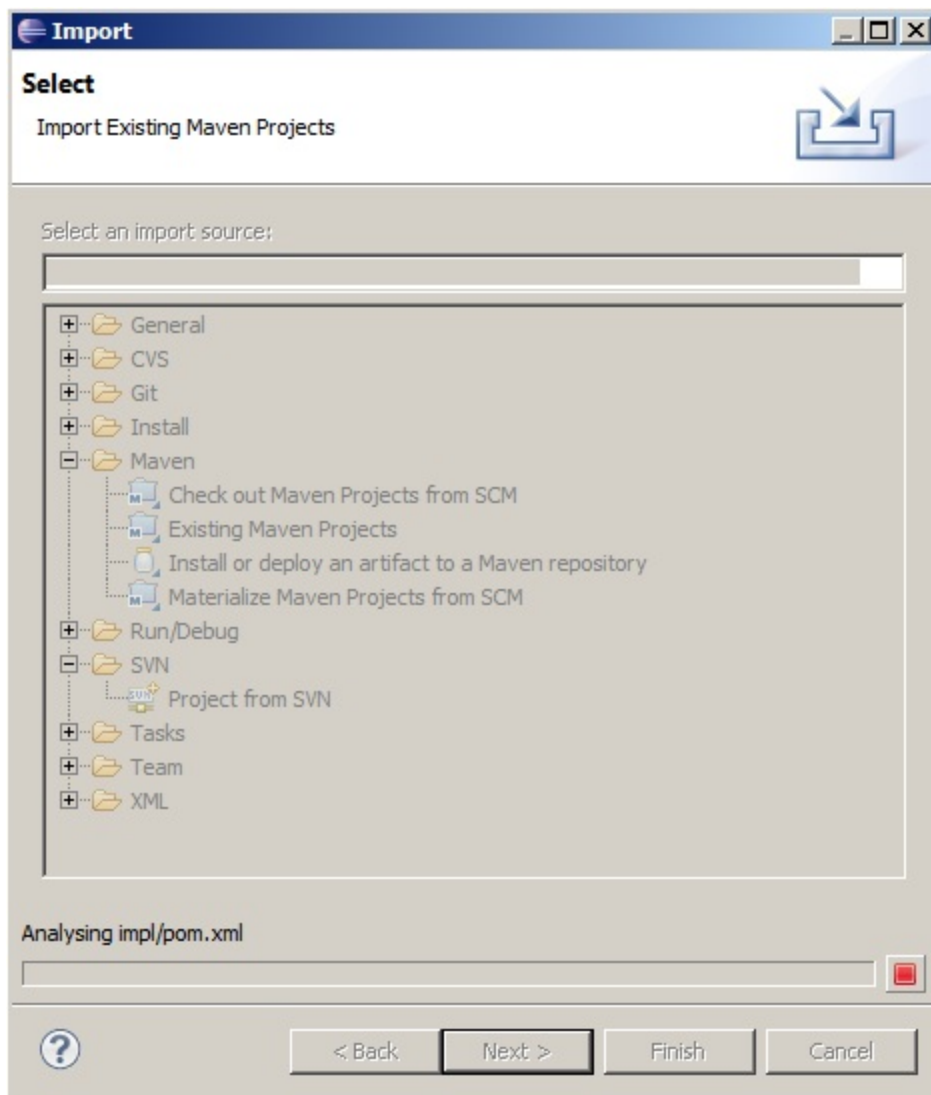 Import
Select
Import Existing Maven Projects
Select an import source:
General
CVS
Git
Install
Maven
Check out Maven Projects from SCM
Existing Maven Projects
Install or deploy an artifact to a Maven repository
Materialize Maven Projects from SCM
Run/Debug
SVN
Project from SVN
Tasks
Team
XML
Analysing impl/pom.xml
< Back Next > Finish Cancel